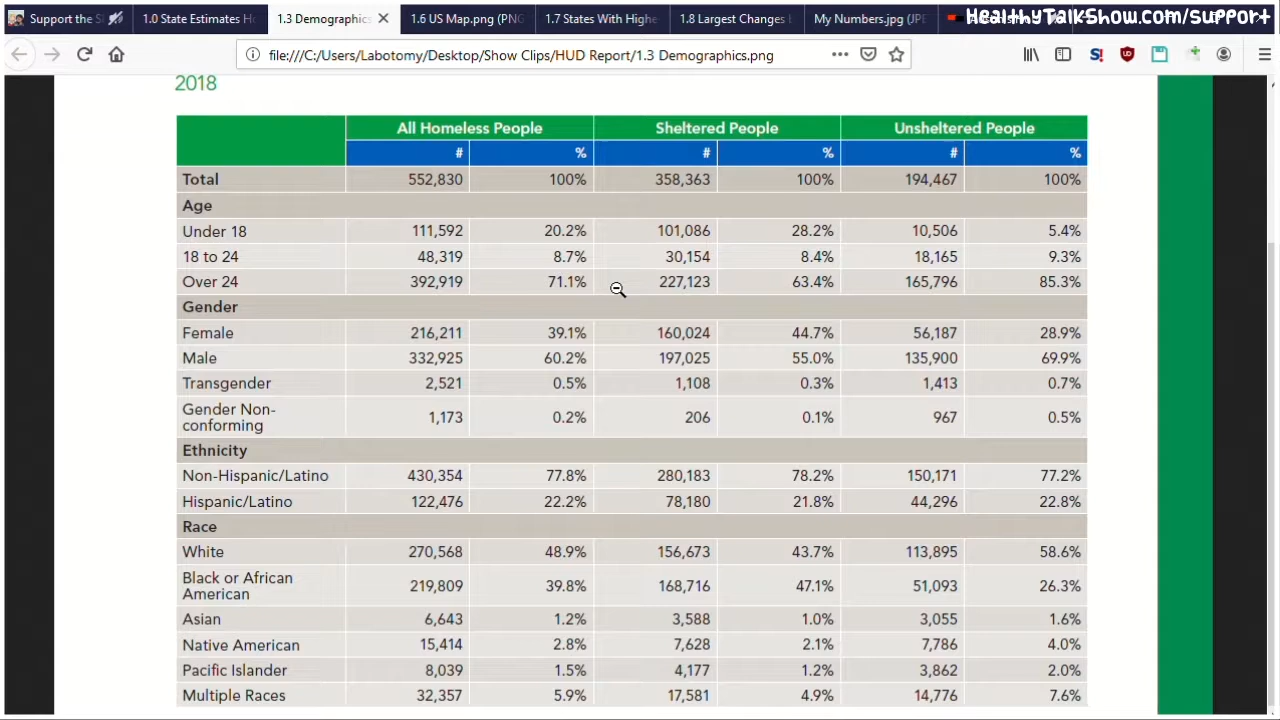 Support the S
1.0 State Estimates Ho
1.3 Demographics
1.6 US Map.png (PNG
1.7 States With Highe
1.8 Largest Changes
My Numbers.jpg (JPE
HealthyTalkShow.com/support
file:///C:/Users/Labotomy/Desktop/Show Clips/HUD Report/1.3 Demographics.png
2018
All Homeless People Sheltered People Unsheltered People
# % # % # %
Total 552,830 100% 358,363 100% 194,467 100%
Age
Under 18 111,592 20.2% 101,086 28.2% 10,506 5.4%
18 to 24 48,319 8.7% 30,154 8.4% 18,165 9.3%
Over 24 392,919 71.1% 227,123 63.4% 165,796 85.3%
Gender
Female 216,211 39.1% 160,024 44.7% 56,187 28.9%
Male 332,925 60.2% 197,025 55.0% 135,900 69.9%
Transgender 2,521 0.5% 1,108 0.3% 1,413 0.7%
Gender Non-
conforming 1,173 0.2% 206 0.1% 967 0.5%
Ethnicity
Non-Hispanic/Latino 430,354 77.8% 280,183 78.2% 150,171 77.2%
Hispanic/Latino 122,476 22.2% 78,180 21.8% 44,296 22.8%
Race
White 270,568 48.9% 156,673 43.7% 113,895 58.6%
Black or African
American 219,809 39.8% 168,716 47.1% 51,093 26.3%
Asian 6,643 1.2% 3,588 1.0% 3,055 1.6%
Native American 15,414 2.8% 7,628 2.1% 7,786 4.0%
Pacific Islander 8,039 1.5% 4,177 1.2% 3,862 2.0%
Multiple Races 32,357 5.9% 17,581 4.9% 14,776 7.6%